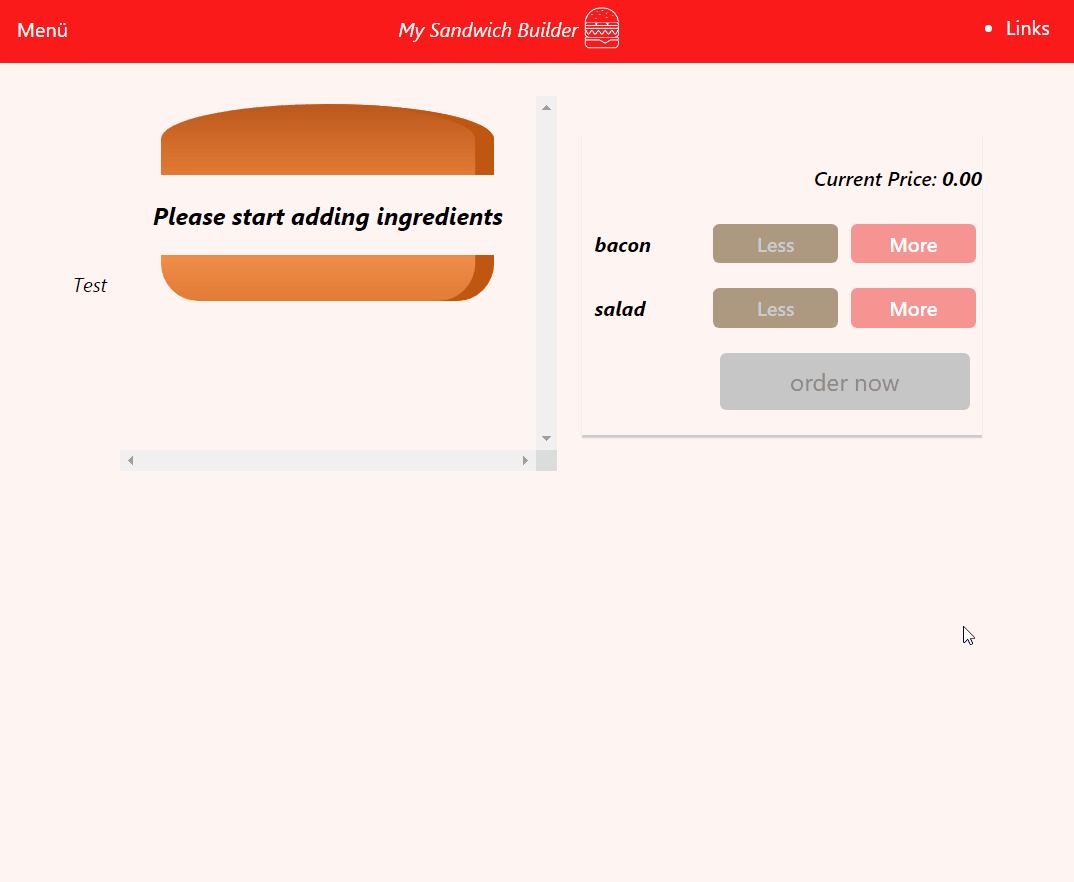 Menü
My Sandwich Builder
Links
Current Price: 0.00
Please start adding ingredients
bacon Less More
Test
salad Less More
order now